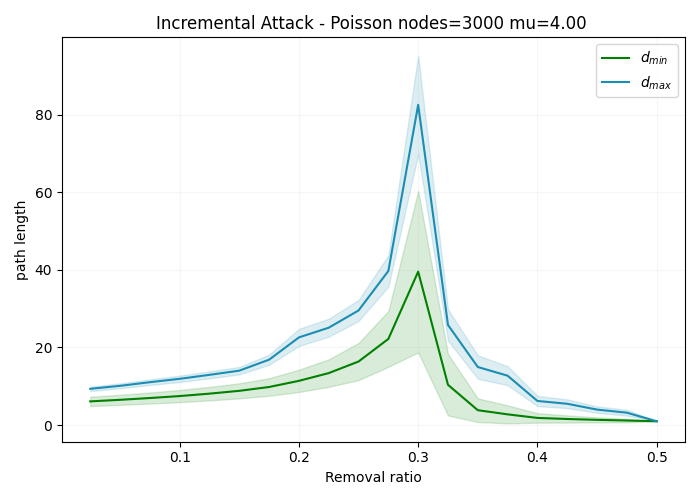 Incremental Attack - Poisson nodes=3000 mu=4.00
d_min
d_max
path length
80
60
40
20
0
0.1 0.2 0.3 0.4 0.5
Removal ratio